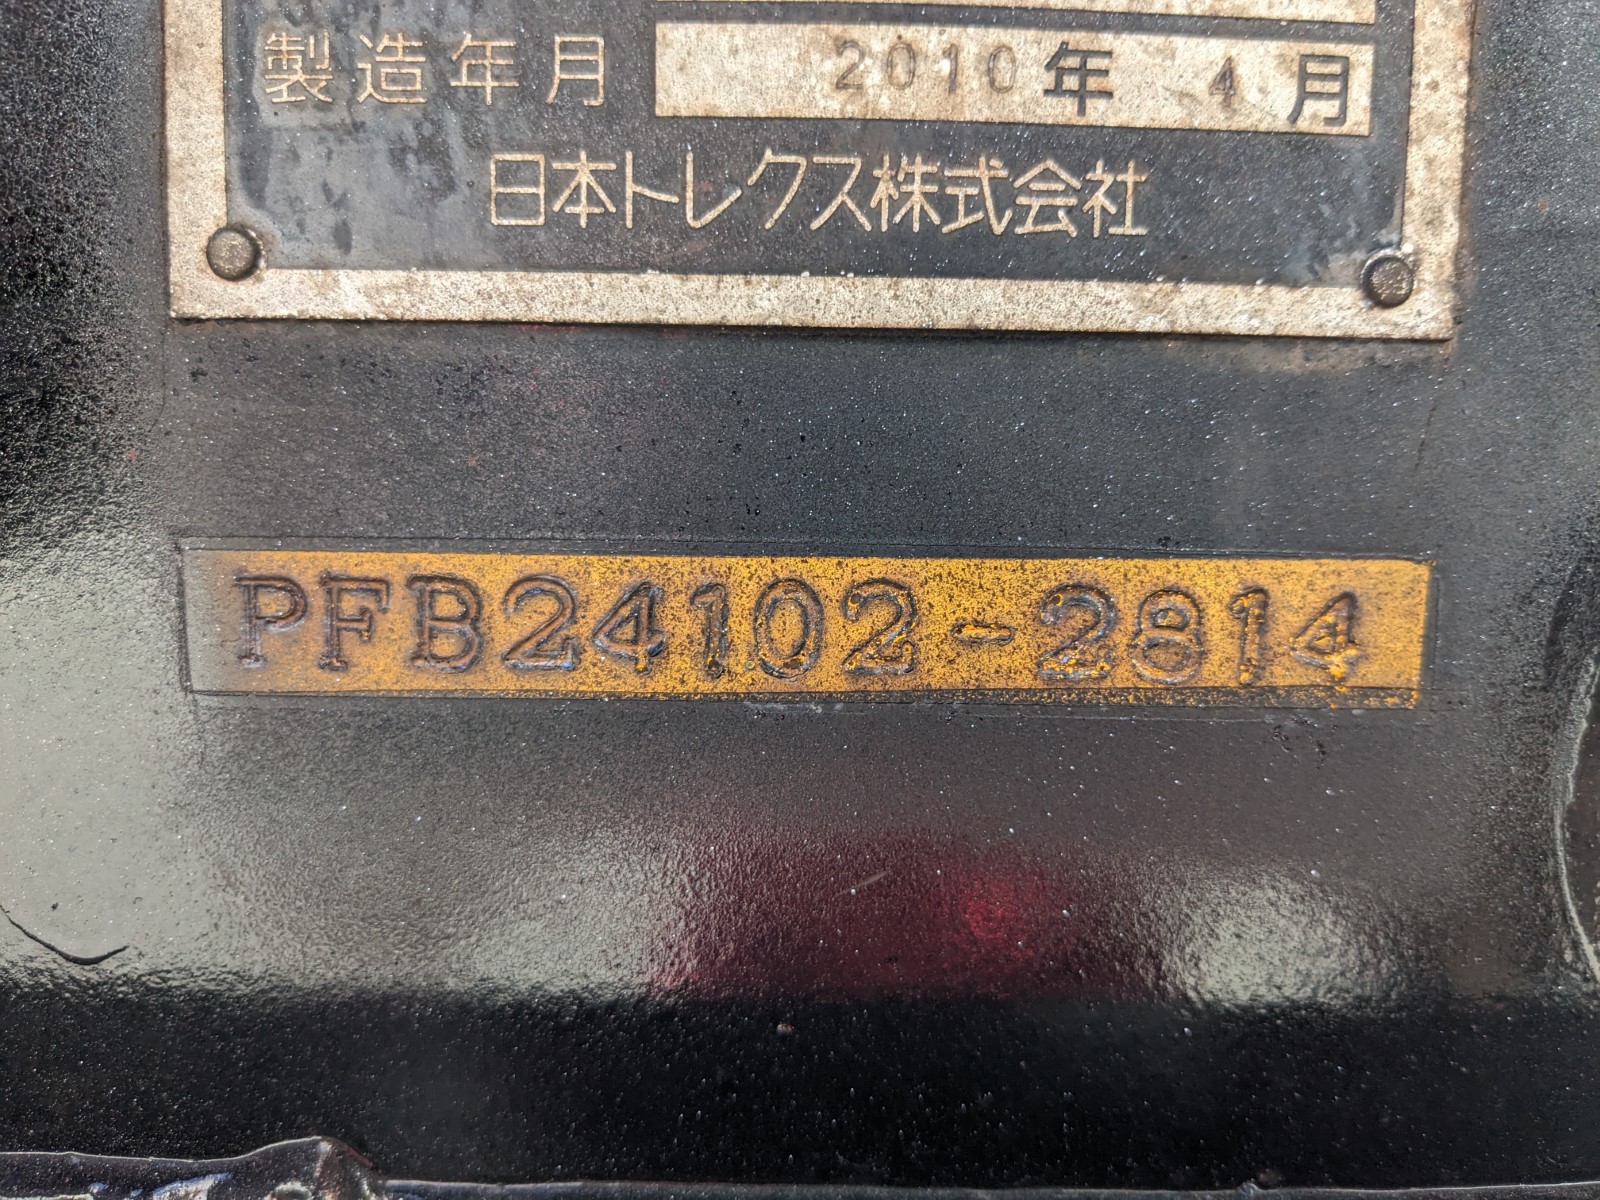 製造年月 2010年 4月
日本トレクス株式会社
PFB24102-2814